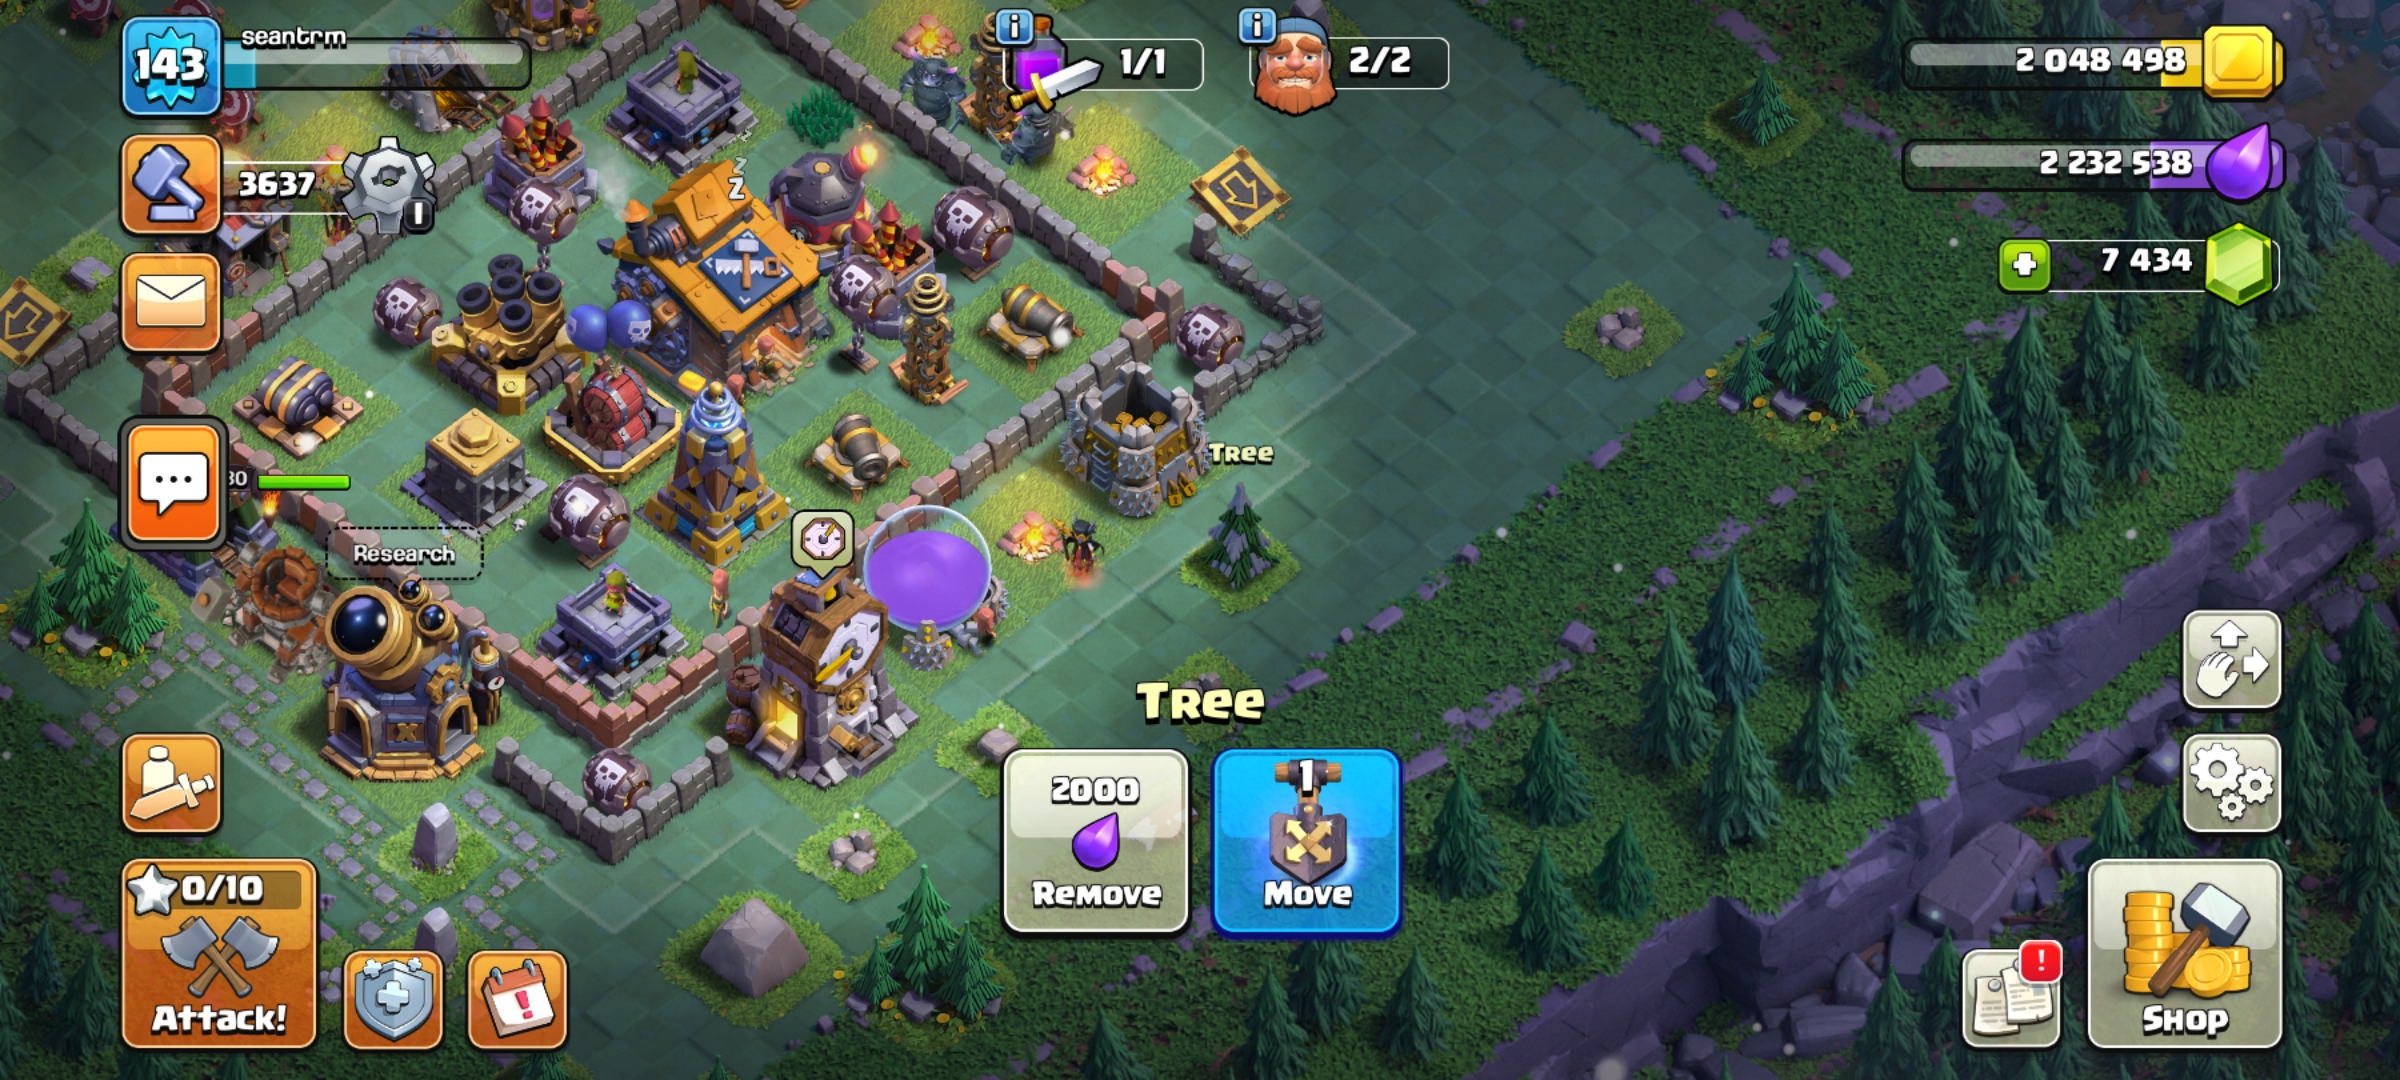 143
seantrm
1/1
2/2
2 048 498
3637
I
2 232 538
7 434
z
Z
Tree
30
Research
Tree
2000
Remove
1
Move
0/10
Attack!
!
!
Shop